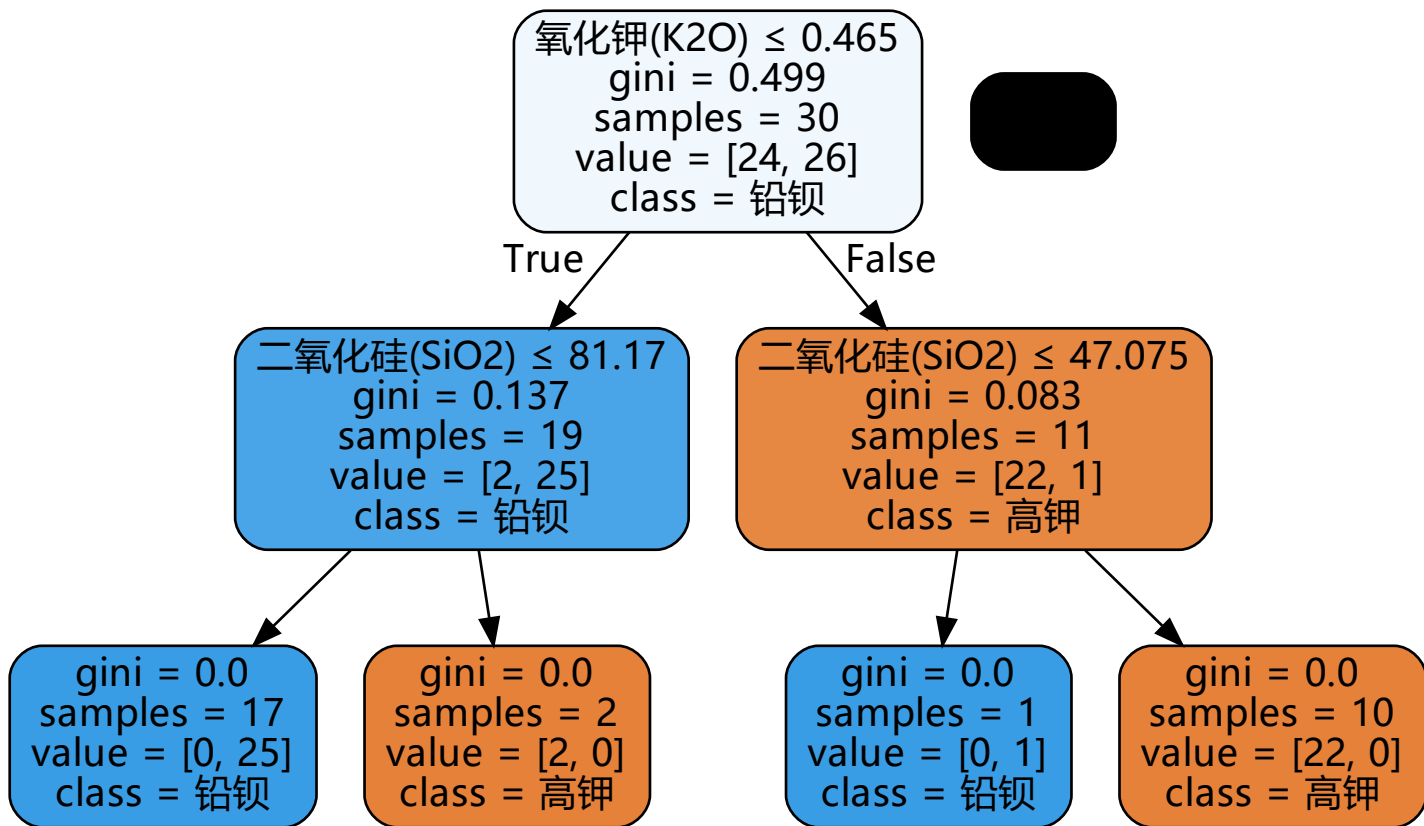 氧化钾(K2O) ≤ 0.465
gini = 0.499
samples = 30
value = [24, 26]
class = 铅钡
True
False
二氧化硅(SiO2) ≤ 81.17
gini = 0.137
samples = 19
value = [2, 25]
class = 铅钡
二氧化硅(SiO2) ≤ 47.075
gini = 0.083
samples = 11
value = [22, 1]
class = 高钾
gini = 0.0
samples = 17
value = [0, 25]
class = 铅钡
gini = 0.0
samples = 2
value = [2, 0]
class = 高钾
gini = 0.0
samples = 1
value = [0, 1]
class = 铅钡
gini = 0.0
samples = 10
value = [22, 0]
class = 高钾